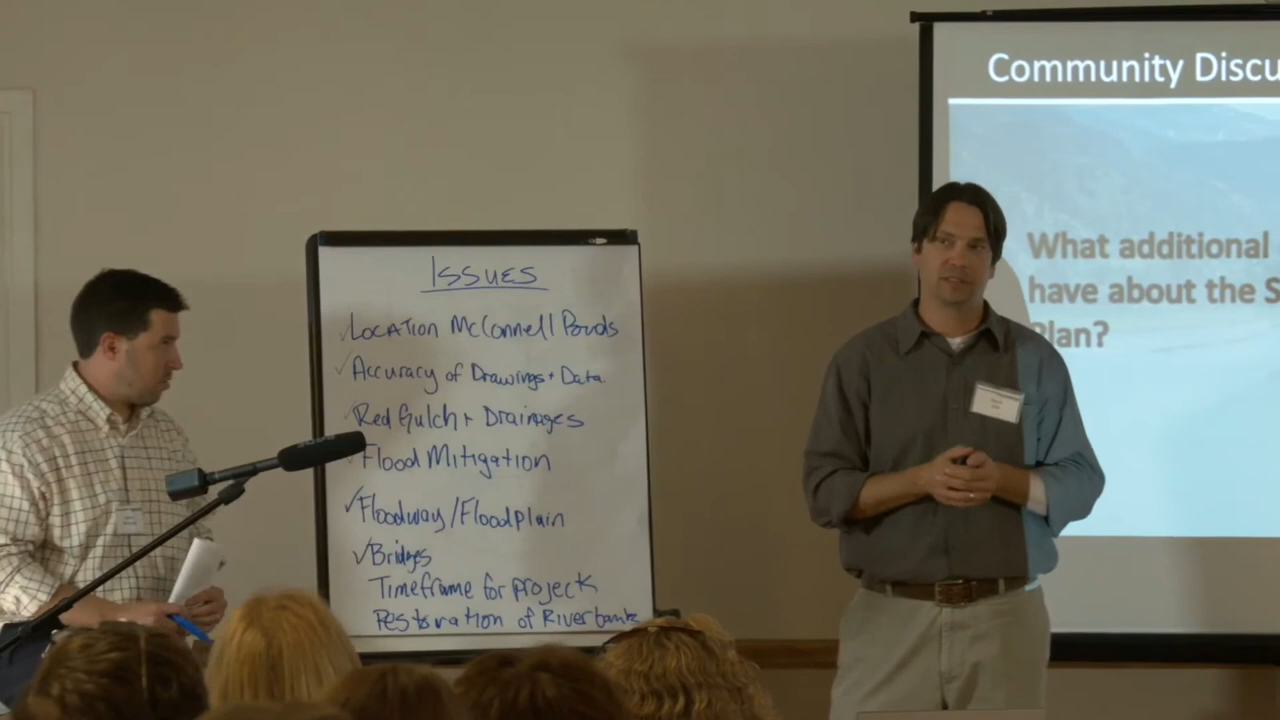 Issues
Location McConnell Ponds
Accuracy of Drawings + Data
Red Gulch + Drainages
Flood Mitigation
Floodway/Floodplain
Bridges
Timeframe for project
Restoration of Riverbanks
Community Discu
What additional
have about the S
Plan?